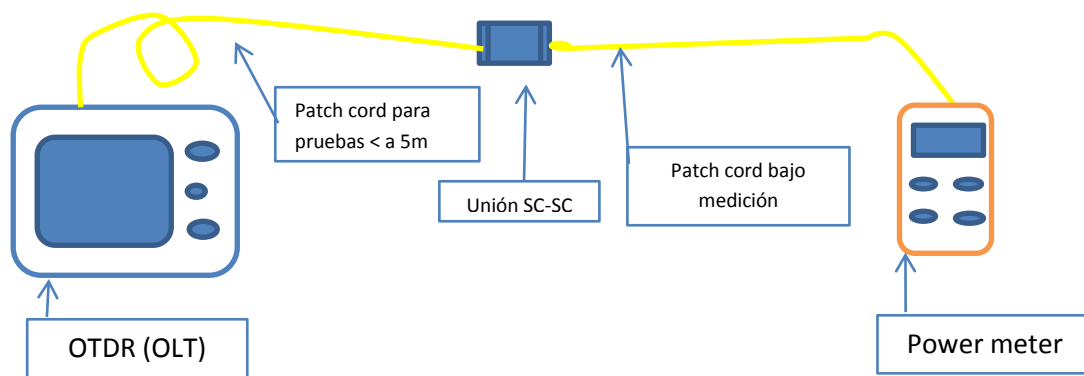 Patch cord para
pruebas < a 5m
Unión SC-SC
Patch cord bajo
medición
OTDR (OLT)
Power meter